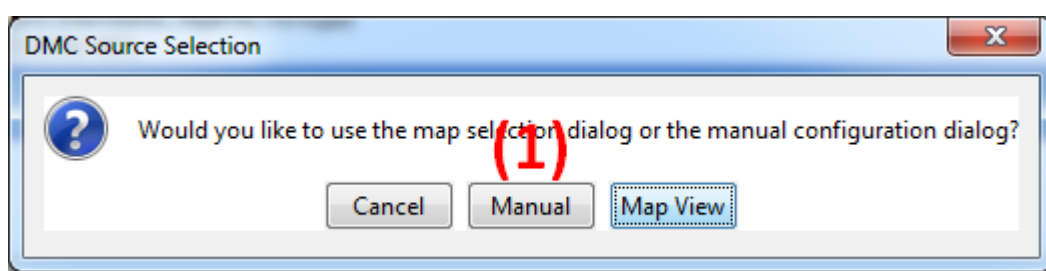 DMC Source Selection
Would you like to use the map selection dialog or the manual configuration dialog?
(1)
Cancel Manual Map View